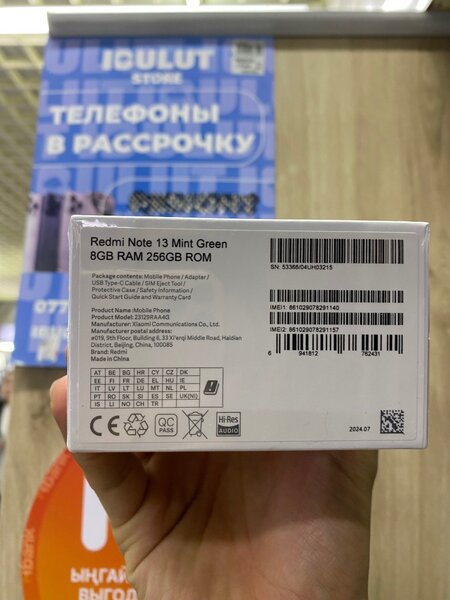 IOULUT
STORE
ТЕЛЕФОНЫ
В РАССРОЧКУ
Redmi Note 13 Mint Green
8GB RAM 256GB ROM
Package contents: Mobile Phone / Adapter /
USB Type-C Cable / SIM Eject Tool /
Protective Case / Safety Information /
Quick Start Guide and Warranty Card
Product Name :Mobile Phone
Product Model: 23129RAA4G
Manufacturer: Xiaomi Communications Co., Ltd.
Manufacturer postal address:
#019, 9th Floor, Building 6, 33 Xi'erqi Middle Road, Haidian
District, Beijing, China, 100085
Brand: Redmi
Made in China
SN: 53366/04UH03215
IMEI1: 861029078291140
IMEI2: 861029078291157
6 941812 762431
AT BE BG HR CY CZ DK
EE FI FR DE EL HU IE
IT LV LT LU MT NL PL
PT RO SK SI ES SE UK(NI)
IS LI NO CH TR
CE
QC
PASS
Hi-Res
AUDIO
2024.07
077
bank
ЫҢГАЙ
ВЫГОД